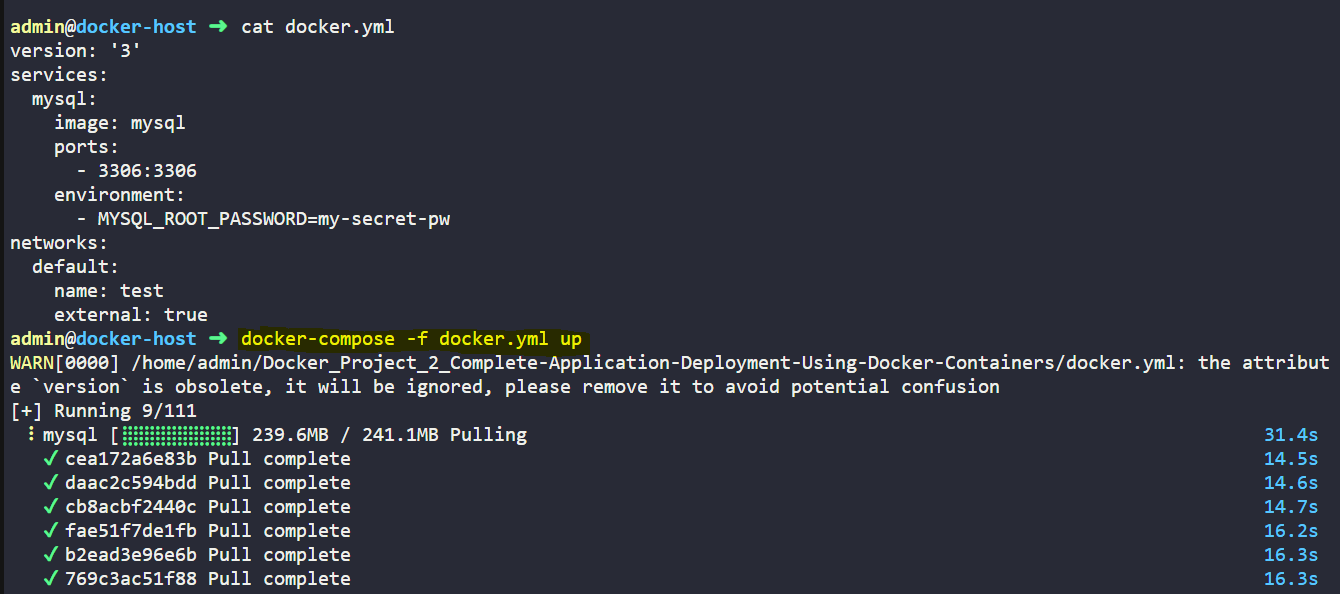 admin@docker-host ➜ cat docker.yml
version: '3'
services:
  mysql:
    image: mysql
    ports:
      - 3306:3306
    environment:
      - MYSQL_ROOT_PASSWORD=my-secret-pw
networks:
  default:
    name: test
    external: true
admin@docker-host ➜ docker-compose -f docker.yml up
WARN[0000] /home/admin/Docker_Project_2_Complete-Application-Deployment-Using-Docker-Containers/docker.yml: the attribut
e `version` is obsolete, it will be ignored, please remove it to avoid potential confusion
[+] Running 9/111
⠸ mysql [⣿⣿⣿⣿⣿⣿⣿⣿⣿⣿] 239.6MB / 241.1MB Pulling 31.4s
✓ cea172a6e83b Pull complete 14.5s
✓ daac2c594bdd Pull complete 14.6s
✓ cb8acbf2440c Pull complete 14.7s
✓ fae51f7de1fb Pull complete 16.2s
✓ b2ead3e96e6b Pull complete 16.3s
✓ 769c3ac51f88 Pull complete 16.3s